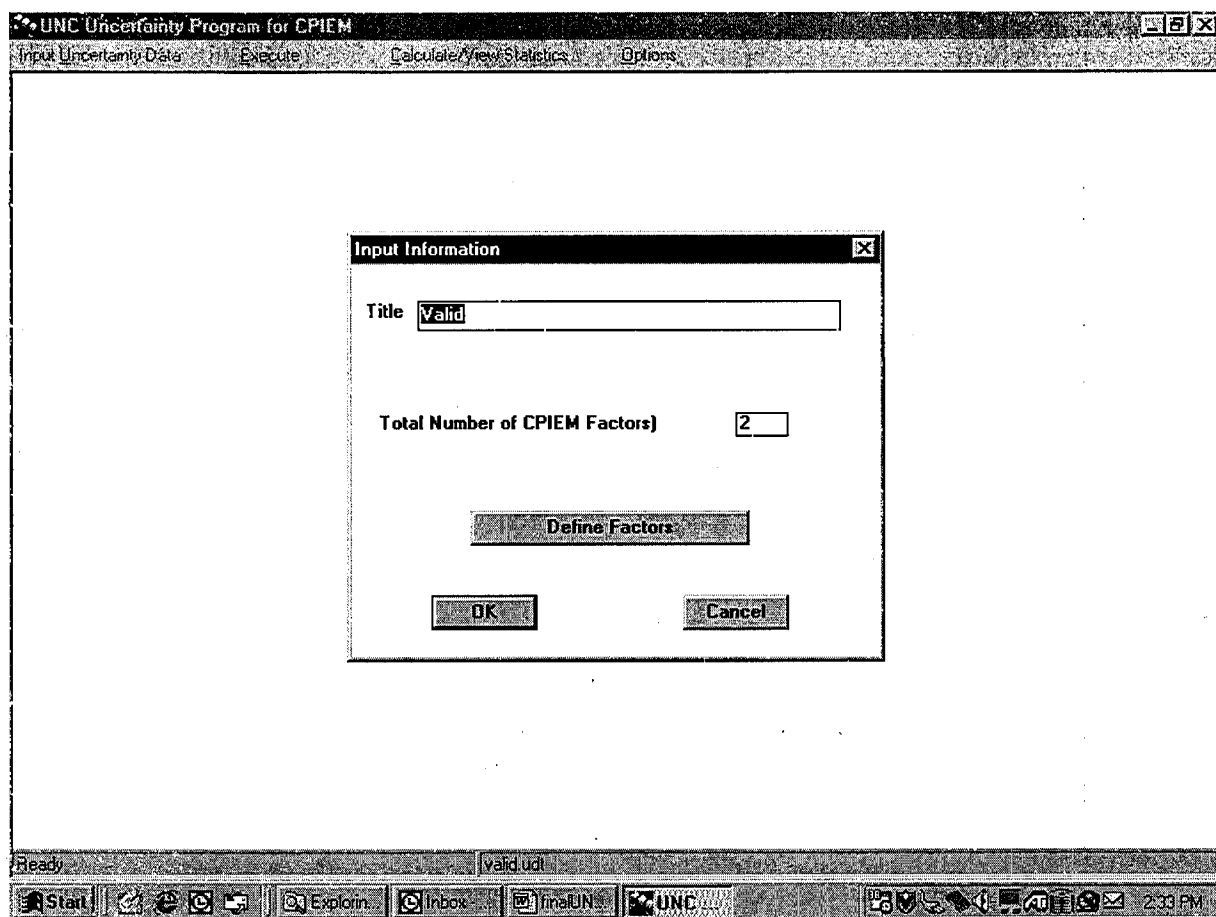 UNC Uncertainty Program for CPIEM
Input Uncertainty Data Execute Calculate/View Statistics Options
Input Information
Title Valid
Total Number of CPIEM Factors) 2
Define Factors
OK Cancel
Ready valid.udt
Start Explorin... Inbox ... finalUN... UNC ... 2:33 PM